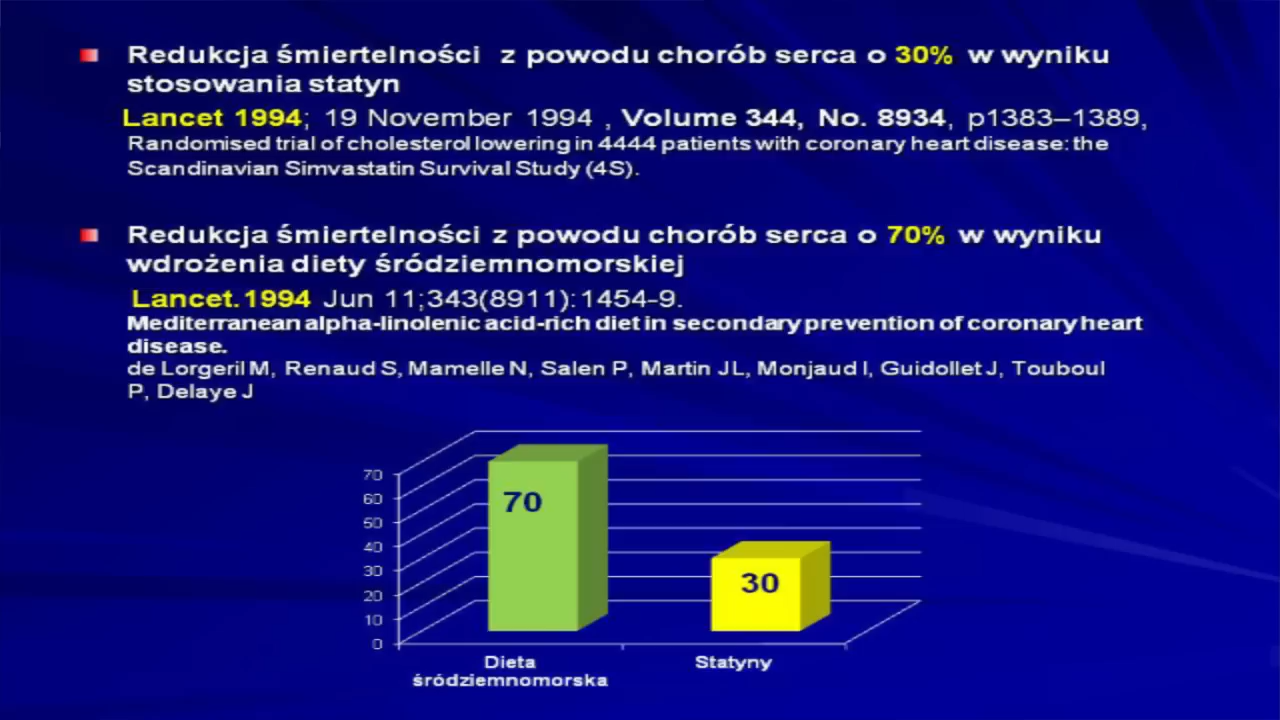 Redukcja śmiertelności z powodu chorób serca o 30% w wyniku
stosowania statyn
Lancet 1994; 19 November 1994 , Volume 344, No. 8934, p1383–1389,
Randomised trial of cholesterol lowering in 4444 patients with coronary heart disease: the
Scandinavian Simvastatin Survival Study (4S).
Redukcja śmiertelności z powodu chorób serca o 70% w wyniku
wdrożenia diety śródziemnomorskiej
Lancet. 1994 Jun 11;343(8911):1454-9.
Mediterranean alpha-linolenic acid-rich diet in secondary prevention of coronary heart
disease.
de Lorgeril M, Renaud S, Mamelle N, Salen P, Martin JL, Monjaud I, Guidollet J, Touboul
P, Delaye J
70
60
50
40
30
20
10
0
70
30
Dieta
śródziemnomorska
Statyny